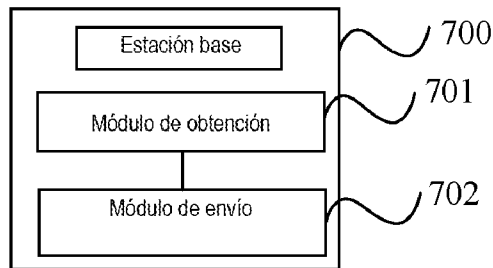 Estación base
700
Módulo de obtención
701
Módulo de envío
702